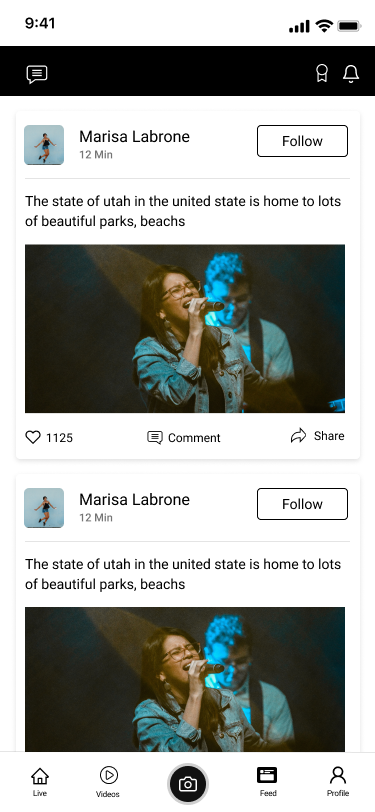 9:41
Marisa Labrone
12 Min
Follow
The state of utah in the united state is home to lots
of beautiful parks, beachs
1125
Comment
Share
Marisa Labrone
12 Min
Follow
The state of utah in the united state is home to lots
of beautiful parks, beachs
Live
Videos
Feed
Profile